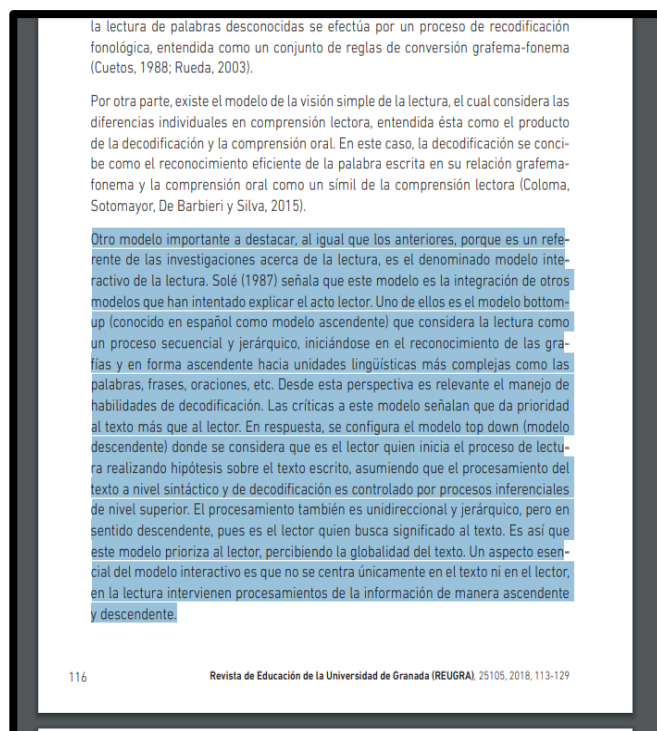 la lectura de palabras desconocidas se efectúa por un proceso de recodificación
fonológica, entendida como un conjunto de reglas de conversión grafema-fonema
(Cuetos, 1988; Rueda, 2003).
Por otra parte, existe el modelo de la visión simple de la lectura, el cual considera las
diferencias individuales en comprensión lectora, entendida ésta como el producto
de la decodificación y la comprensión oral. En este caso, la decodificación se conci-
be como el reconocimiento eficiente de la palabra escrita en su relación grafema-
fonema y la comprensión oral como un símil de la comprensión lectora (Coloma,
Sotomayor, De Barbieri y Silva, 2015).
Otro modelo importante a destacar, al igual que los anteriores, porque es un refe-
rente de las investigaciones acerca de la lectura, es el denominado modelo inte-
ractivo de la lectura. Solé (1987) señala que este modelo es la integración de otros
modelos que han intentado explicar el acto lector. Uno de ellos es el modelo bottom-
up (conocido en español como modelo ascendente) que considera la lectura como
un proceso secuencial y jerárquico, iniciándose en el reconocimiento de las gra-
fías y en forma ascendente hacia unidades lingüísticas más complejas como las
palabras, frases, oraciones, etc. Desde esta perspectiva es relevante el manejo de
habilidades de decodificación. Las críticas a este modelo señalan que da prioridad
al texto más que al lector. En respuesta, se configura el modelo top down (modelo
descendente) donde se considera que es el lector quien inicia el proceso de lectu-
ra realizando hipótesis sobre el texto escrito, asumiendo que el procesamiento del
texto a nivel sintáctico y de decodificación es controlado por procesos inferenciales
de nivel superior. El procesamiento también es unidireccional y jerárquico, pero en
sentido descendente, pues es el lector quien busca significado al texto. Es así que
este modelo prioriza al lector, percibiendo la globalidad del texto. Un aspecto esen-
cial del modelo interactivo es que no se centra únicamente en el texto ni en el lector,
en la lectura intervienen procesamientos de la información de manera ascendente
y descendente.
116 Revista de Educación de la Universidad de Granada (REUGRA), 25105, 2018, 113-129